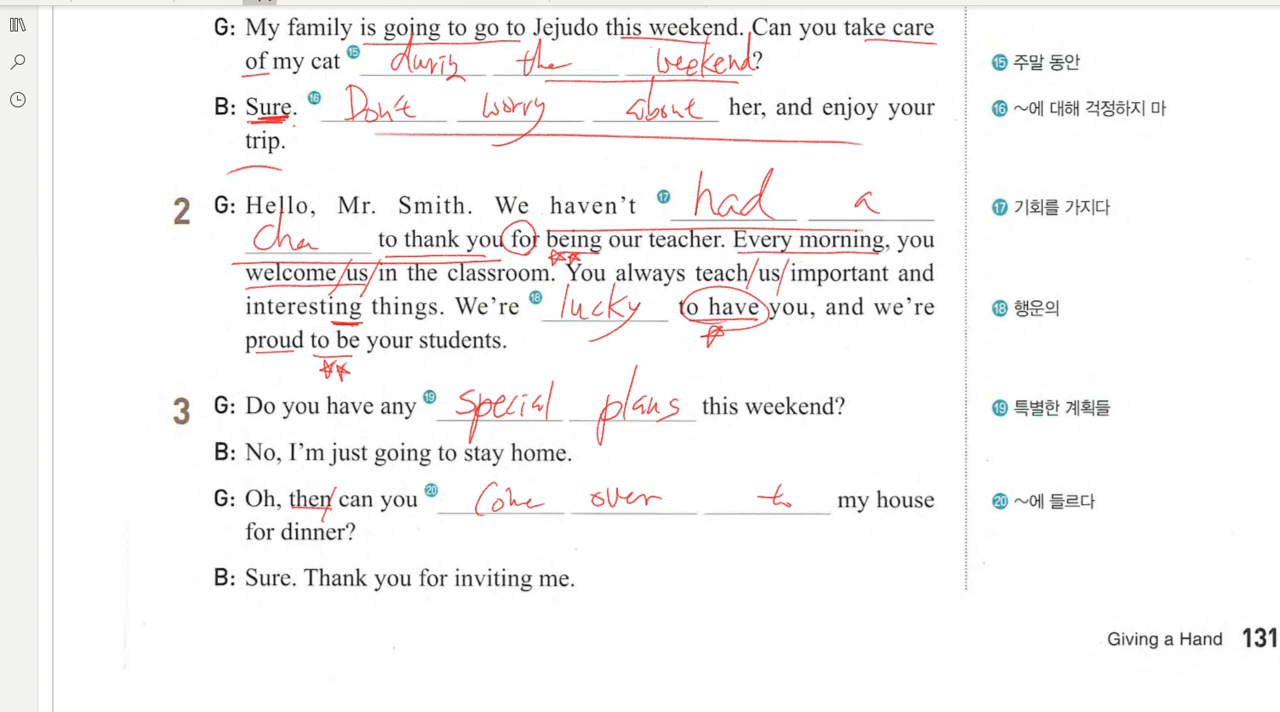 G: My family is going to go to Jejudo this weekend. Can you take care
of my cat ⑮ during the weekend?
⑮ 주말 동안
B: Sure. ⑯ Don't worry about her, and enjoy your
⑯ ~에 대해 걱정하지 마
trip.
2 G: Hello, Mr. Smith. We haven't ⑰ had a
⑰ 기회를 가지다
cha to thank you for being our teacher. Every morning, you
welcome us in the classroom. You always teach us important and
interesting things. We're ⑱ lucky to have you, and we're
⑱ 행운의
proud to be your students.
3 G: Do you have any ⑲ special plans this weekend?
⑲ 특별한 계획들
B: No, I'm just going to stay home.
G: Oh, then can you ⑳ Come over to my house
⑳ ~에 들르다
for dinner?
B: Sure. Thank you for inviting me.
Giving a Hand 131